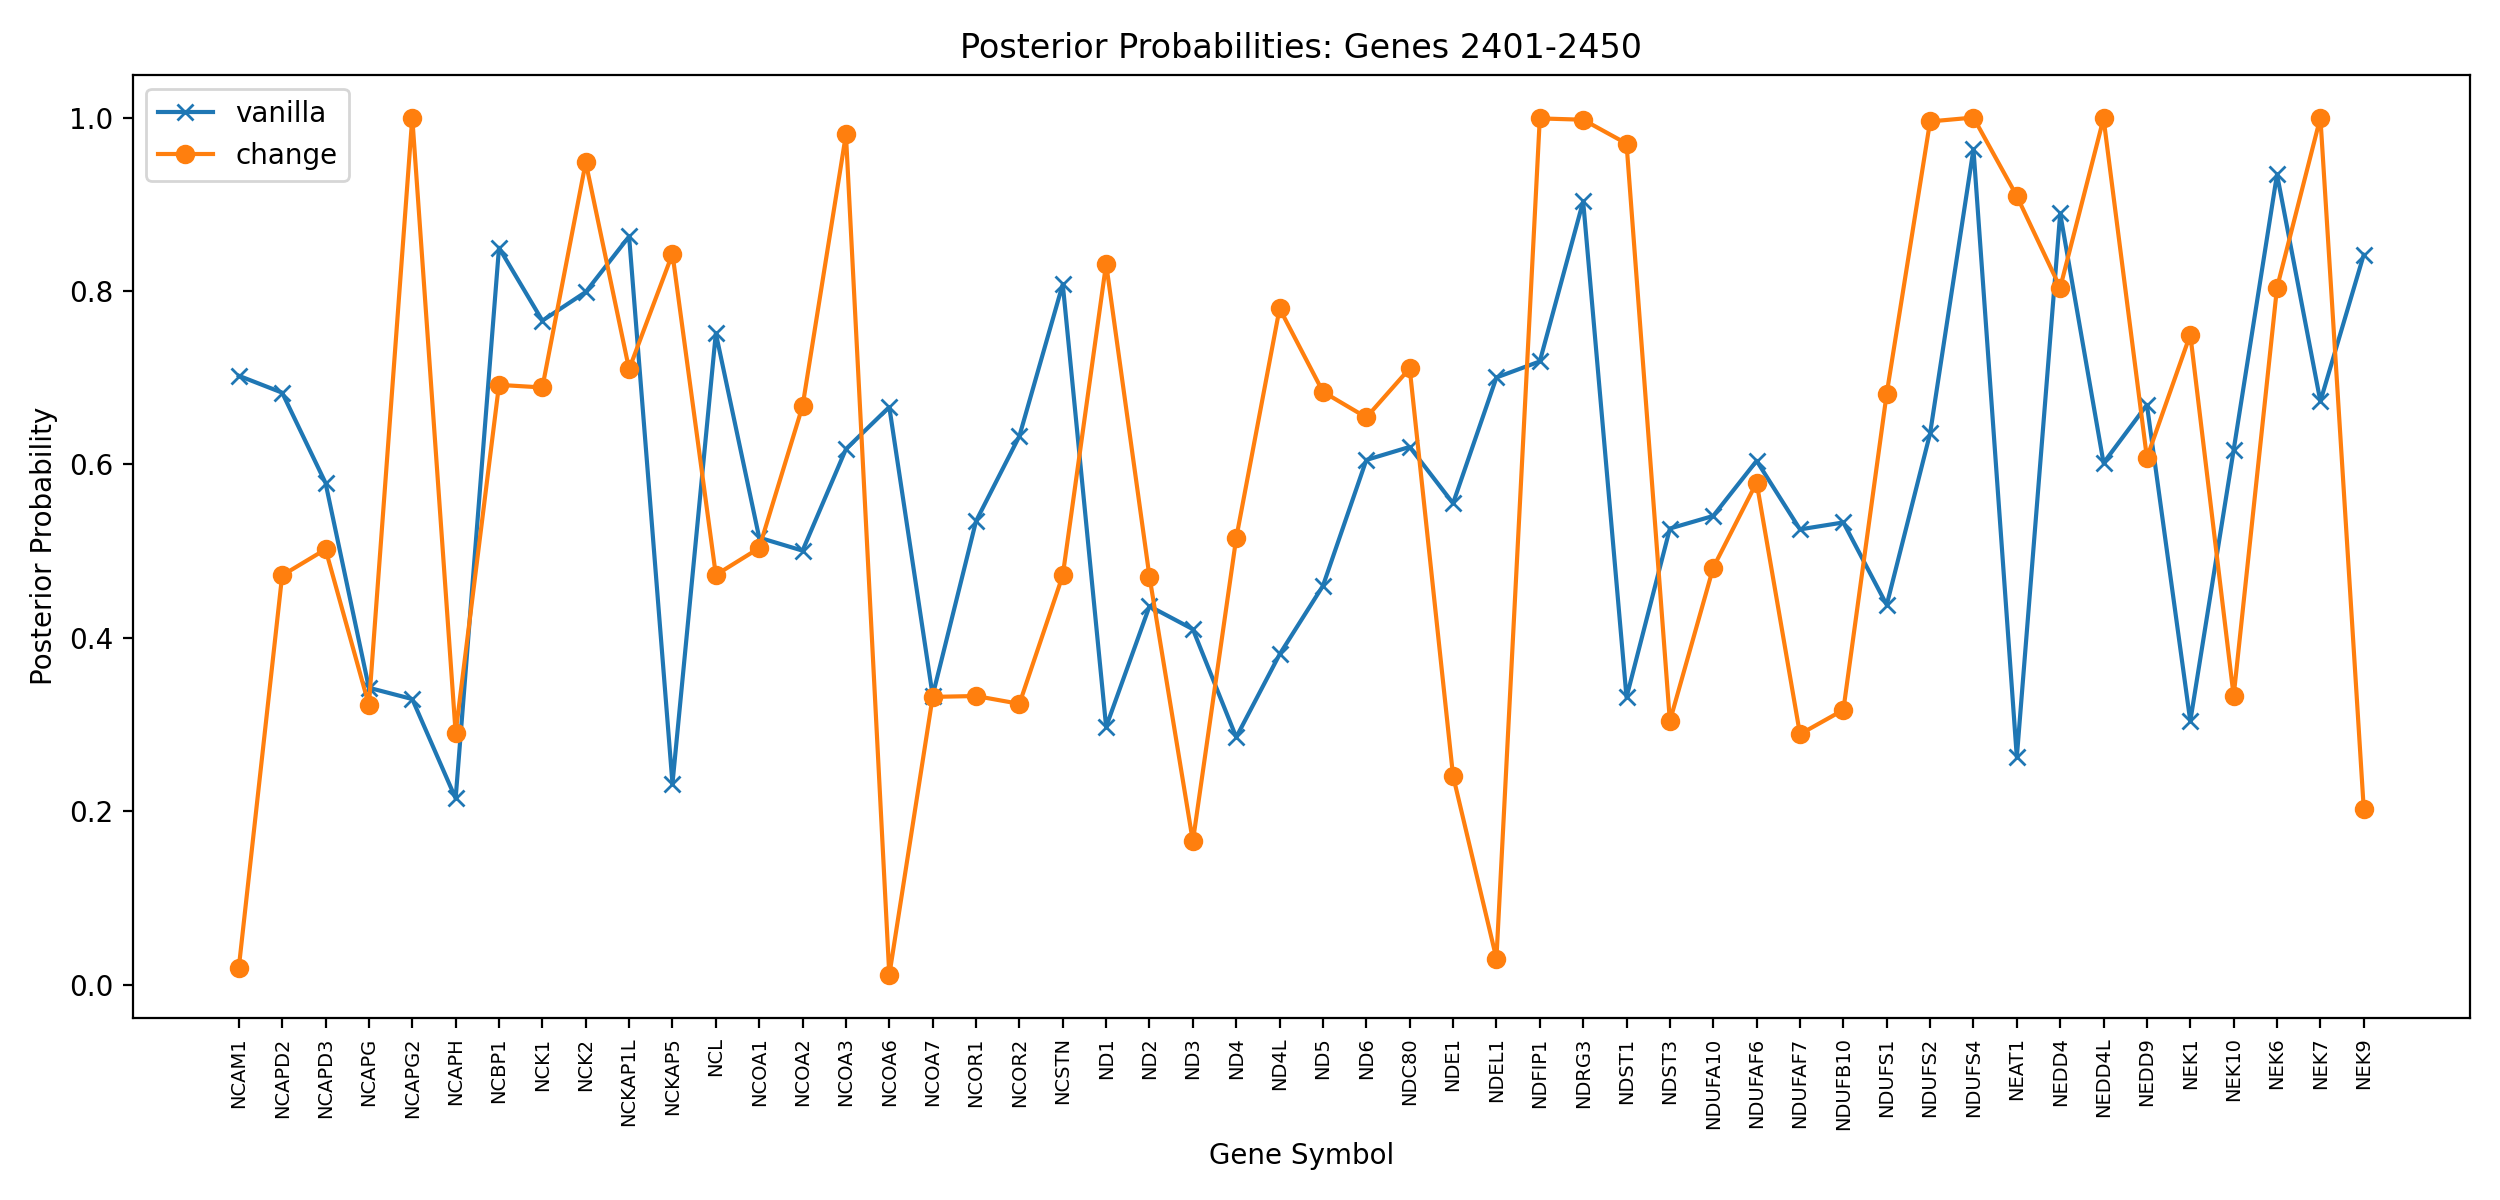 Posterior Probabilities: Genes 2401-2450
vanilla
change
Posterior Probability
1.0
0.8
0.6
0.4
0.2
0.0
NCAM1
NCAPD2
NCAPD3
NCAPG
NCAPG2
NCAPH
NCBP1
NCK1
NCK2
NCKAP1L
NCKAP5
NCL
NCOA1
NCOA2
NCOA3
NCOA6
NCOA7
NCOR1
NCOR2
NCSTN
ND1
ND2
ND3
ND4
ND4L
ND5
ND6
NDC80
NDE1
NDEL1
NDFIP1
NDRG3
NDST1
NDST3
NDUFA10
NDUFAF6
NDUFAF7
NDUFB10
NDUFS1
NDUFS2
NDUFS4
NEAT1
NEDD4
NEDD4L
NEDD9
NEK1
NEK10
NEK6
NEK7
NEK9
Gene Symbol